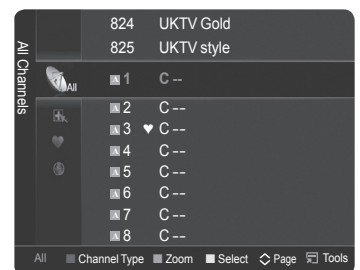 All Channels
824 UKTV Gold
825 UKTV style
All
A 1 C --
A 2 C --
A 3 ♥ C --
A 4 C --
A 5 C --
A 6 C --
A 7 C --
A 8 C --
All Channel Type Zoom Select Page Tools